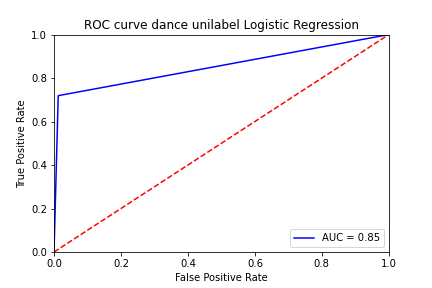 ROC curve dance unilabel Logistic Regression
1.0
0.8
0.6
0.4
0.2
0.0
True Positive Rate
AUC = 0.85
0.0 0.2 0.4 0.6 0.8 1.0
False Positive Rate